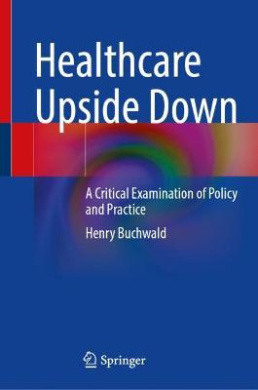 Healthcare
Upside Down
A Critical Examination of Policy
and Practice
Henry Buchwald
Springer